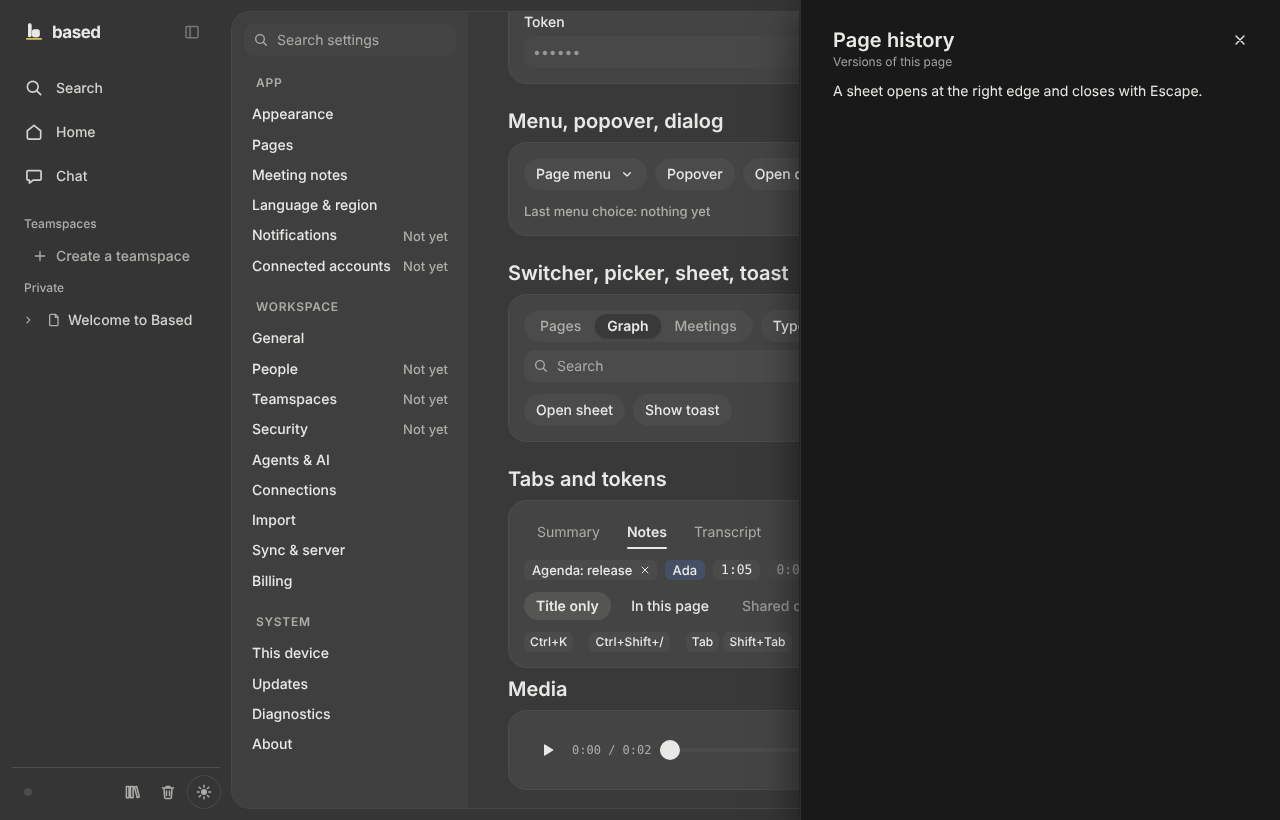 based
Search
Home
Chat
Teamspaces
Create a teamspace
Private
Welcome to Based
Search settings
APP
Appearance
Pages
Meeting notes
Language & region
Notifications Not yet
Connected accounts Not yet
WORKSPACE
General
People Not yet
Teamspaces Not yet
Security Not yet
Agents & AI
Connections
Import
Sync & server
Billing
SYSTEM
This device
Updates
Diagnostics
About
Token
••••••
Menu, popover, dialog
Page menu Popover Open
Last menu choice: nothing yet
Switcher, picker, sheet, toast
Pages Graph Meetings
Search
Open sheet Show toast
Tabs and tokens
Summary Notes Transcript
Agenda: release Ada 1:05
Title only In this page Shared
Ctrl+K Ctrl+Shift+/ Tab Shift+Tab
Media
0:00 / 0:02
Page history
Versions of this page
A sheet opens at the right edge and closes with Escape.